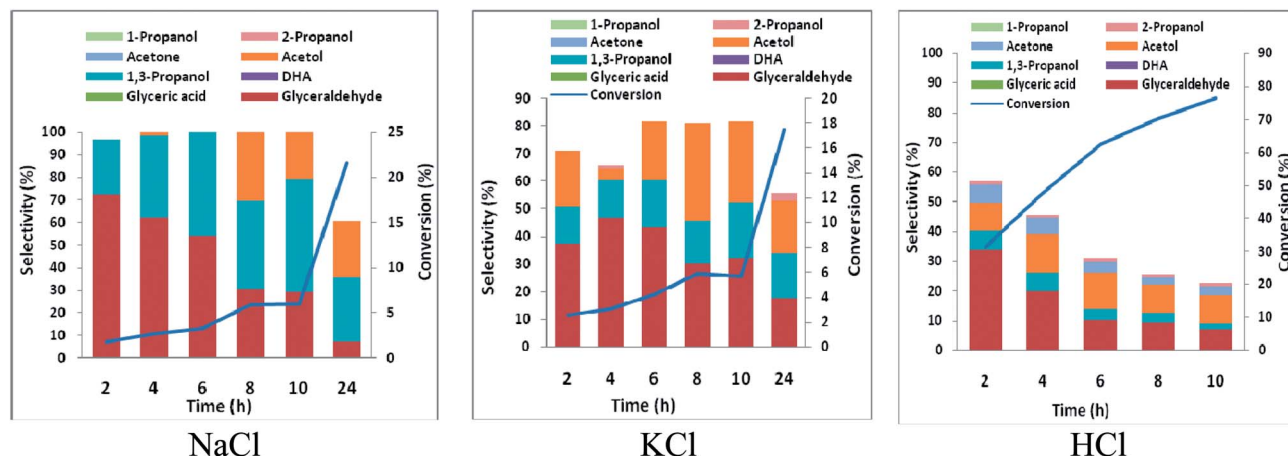 1-Propanol 2-Propanol
Acetone Acetol
1,3-Propanol DHA
Glyceric acid Glyceraldehyde
100
90
80
70
60
50
40
30
20
10
0
Selectivity (%)
25
20
15
10
5
0
Conversion (%)
2 4 6 8 10 24
Time (h)
NaCl
1-Propanol 2-Propanol
Acetone Acetol
1,3-Propanol DHA
Glyceric acid Glyceraldehyde
Conversion
90
80
70
60
50
40
30
20
10
0
Selectivity (%)
20
18
16
14
12
10
8
6
4
2
0
Conversion (%)
2 4 6 8 10 24
Time (h)
KCl
1-Propanol 2-Propanol
Acetone Acetol
1,3-Propanol DHA
Glyceric acid Glyceraldehyde
Conversion
100
90
80
70
60
50
40
30
20
10
0
Selectivity (%)
90
80
70
60
50
40
30
20
10
0
Conversion (%)
2 4 6 8 10
Time (h)
HCl